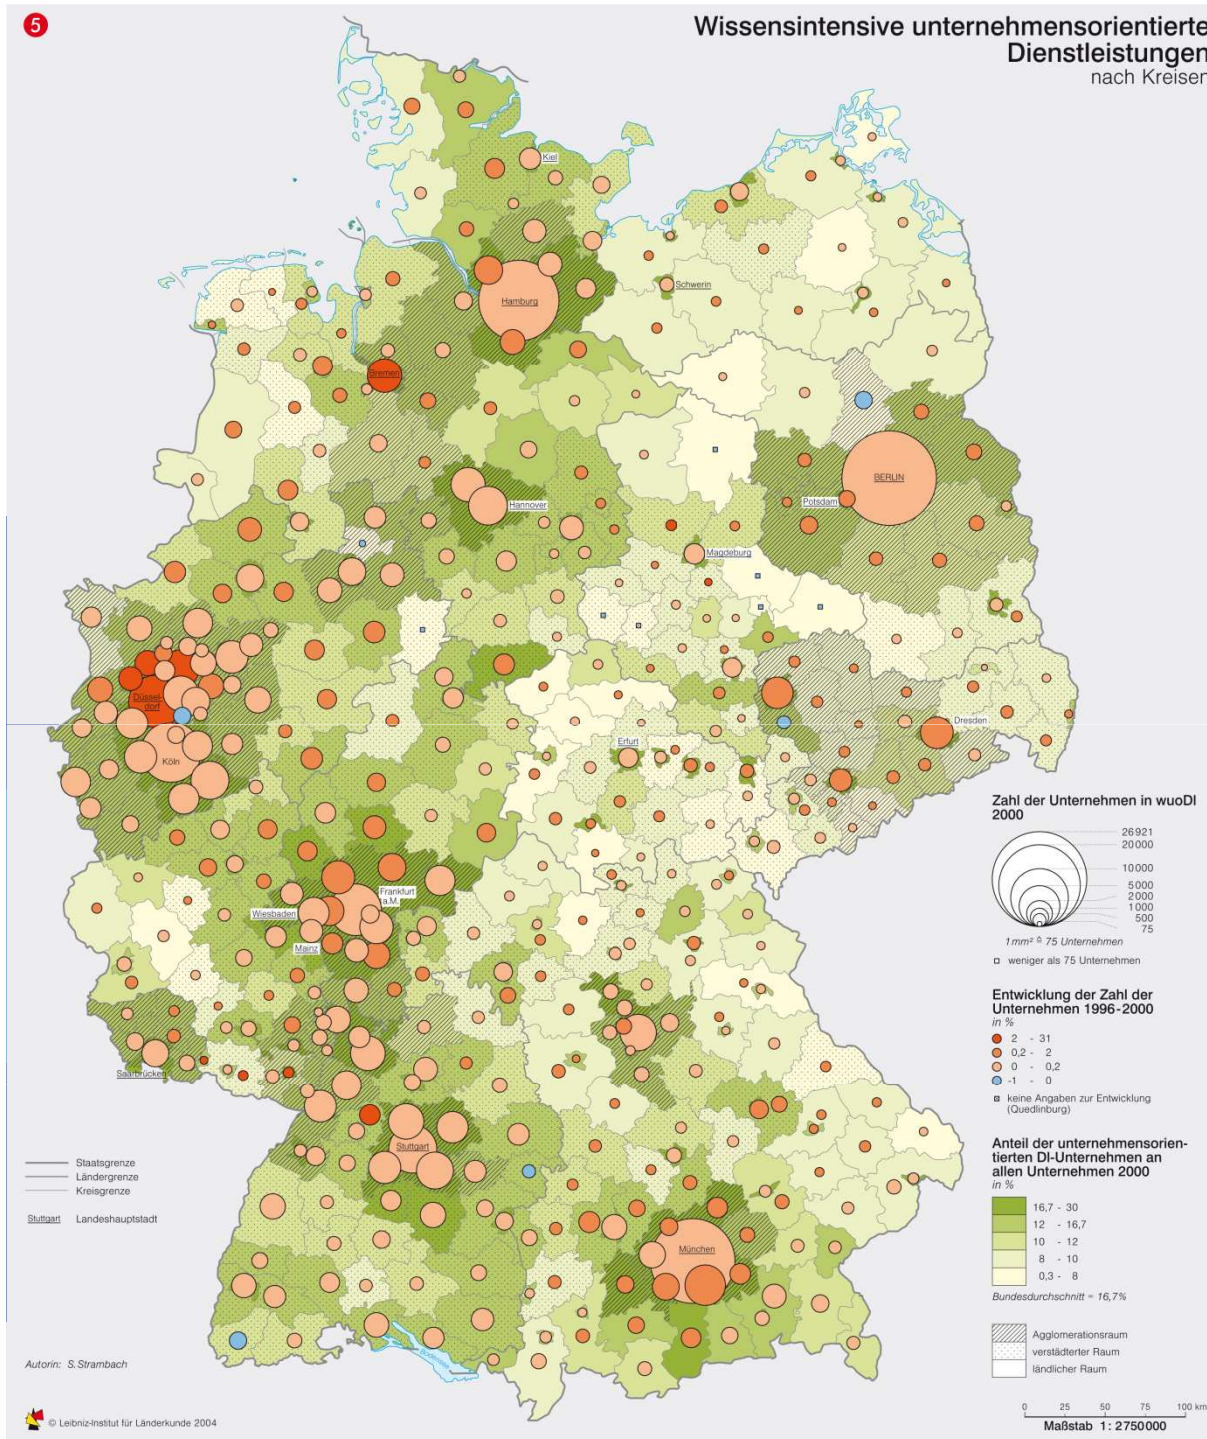 5
Wissensintensive unternehmensorientierte
Dienstleistungen
nach Kreisen
Kiel
Hamburg
Schwerin
Bremen
BERLIN
Hannover
Potsdam
Magdeburg
Düssel-
dorf
Dresden
Erfurt
Köln
Frankfurt
a.M.
Wiesbaden
Mainz
Saarbrücken
Stuttgart
München
Bodensee
Zahl der Unternehmen in wuoDI
2000
26921
20000
10000
5000
2000
1000
500
75
1mm² ≙ 75 Unternehmen
weniger als 75 Unternehmen
Entwicklung der Zahl der
Unternehmen 1996-2000
in %
2 - 31
0,2 - 2
0 - 0,2
-1 - 0
keine Angaben zur Entwicklung
(Quedlinburg)
Anteil der unternehmensorien-
tierten DI-Unternehmen an
allen Unternehmen 2000
in %
16,7 - 30
12 - 16,7
10 - 12
8 - 10
0,3 - 8
Bundesdurchschnitt = 16,7%
Agglomerationsraum
verstädterter Raum
ländlicher Raum
Staatsgrenze
Ländergrenze
Kreisgrenze
Stuttgart Landeshauptstadt
Autorin: S. Strambach
© Leibniz-Institut für Länderkunde 2004
0 25 50 75 100 km
Maßstab 1 : 2750000